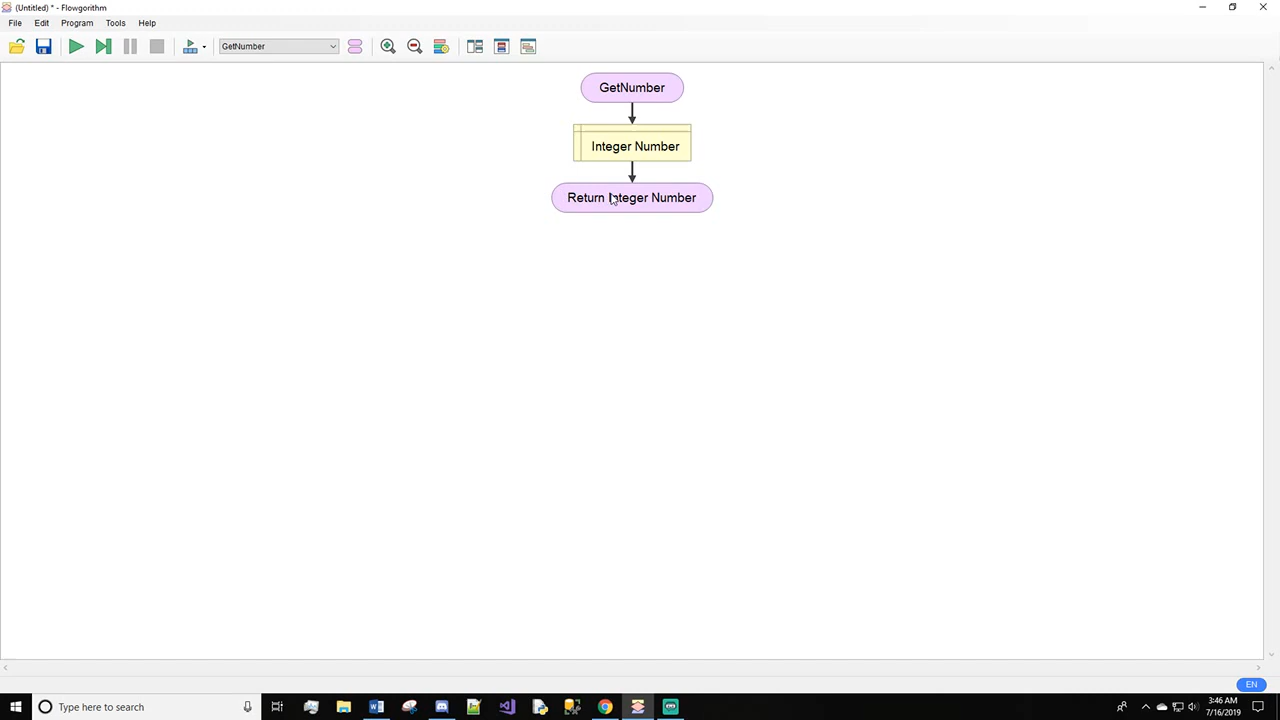 (Untitled) * - Flowgorithm
File Edit Program Tools Help
GetNumber
GetNumber
Integer Number
Return Integer Number
EN
Type here to search
3:46 AM
7/16/2019